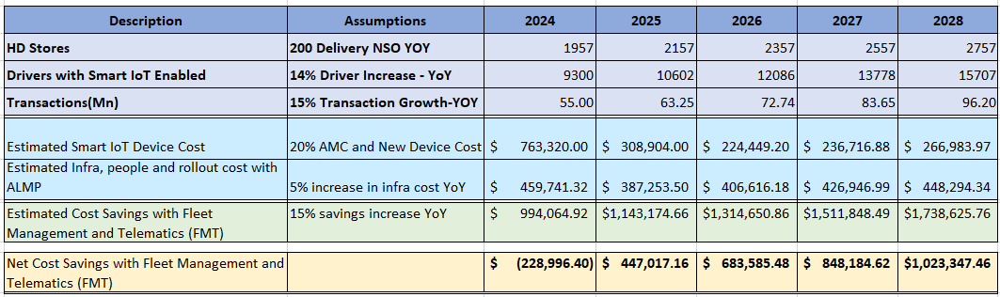 Description Assumptions 2024 2025 2026 2027 2028
HD Stores 200 Delivery NSO YOY 1957 2157 2357 2557 2757
Drivers with Smart IoT Enabled 14% Driver Increase - YoY 9300 10602 12086 13778 15707
Transactions(Mn) 15% Transaction Growth-YOY 55.00 63.25 72.74 83.65 96.20
Estimated Smart IoT Device Cost 20% AMC and New Device Cost $ 763,320.00 $ 308,904.00 $ 224,449.20 $ 236,716.88 $ 266,983.97
Estimated Infra, people and rollout cost with
ALMP 5% increase in infra cost YoY $ 459,741.32 $ 387,253.50 $ 406,616.18 $ 426,946.99 $ 448,294.34
Estimated Cost Savings with Fleet 15% savings increase YoY $ 994,064.92 $1,143,174.66 $1,314,650.86 $1,511,848.49 $1,738,625.76
Management and Telematics (FMT)
Net Cost Savings with Fleet Management and $ (228,996.40) $ 447,017.16 $ 683,585.48 $ 848,184.62 $1,023,347.46
Telematics (FMT)